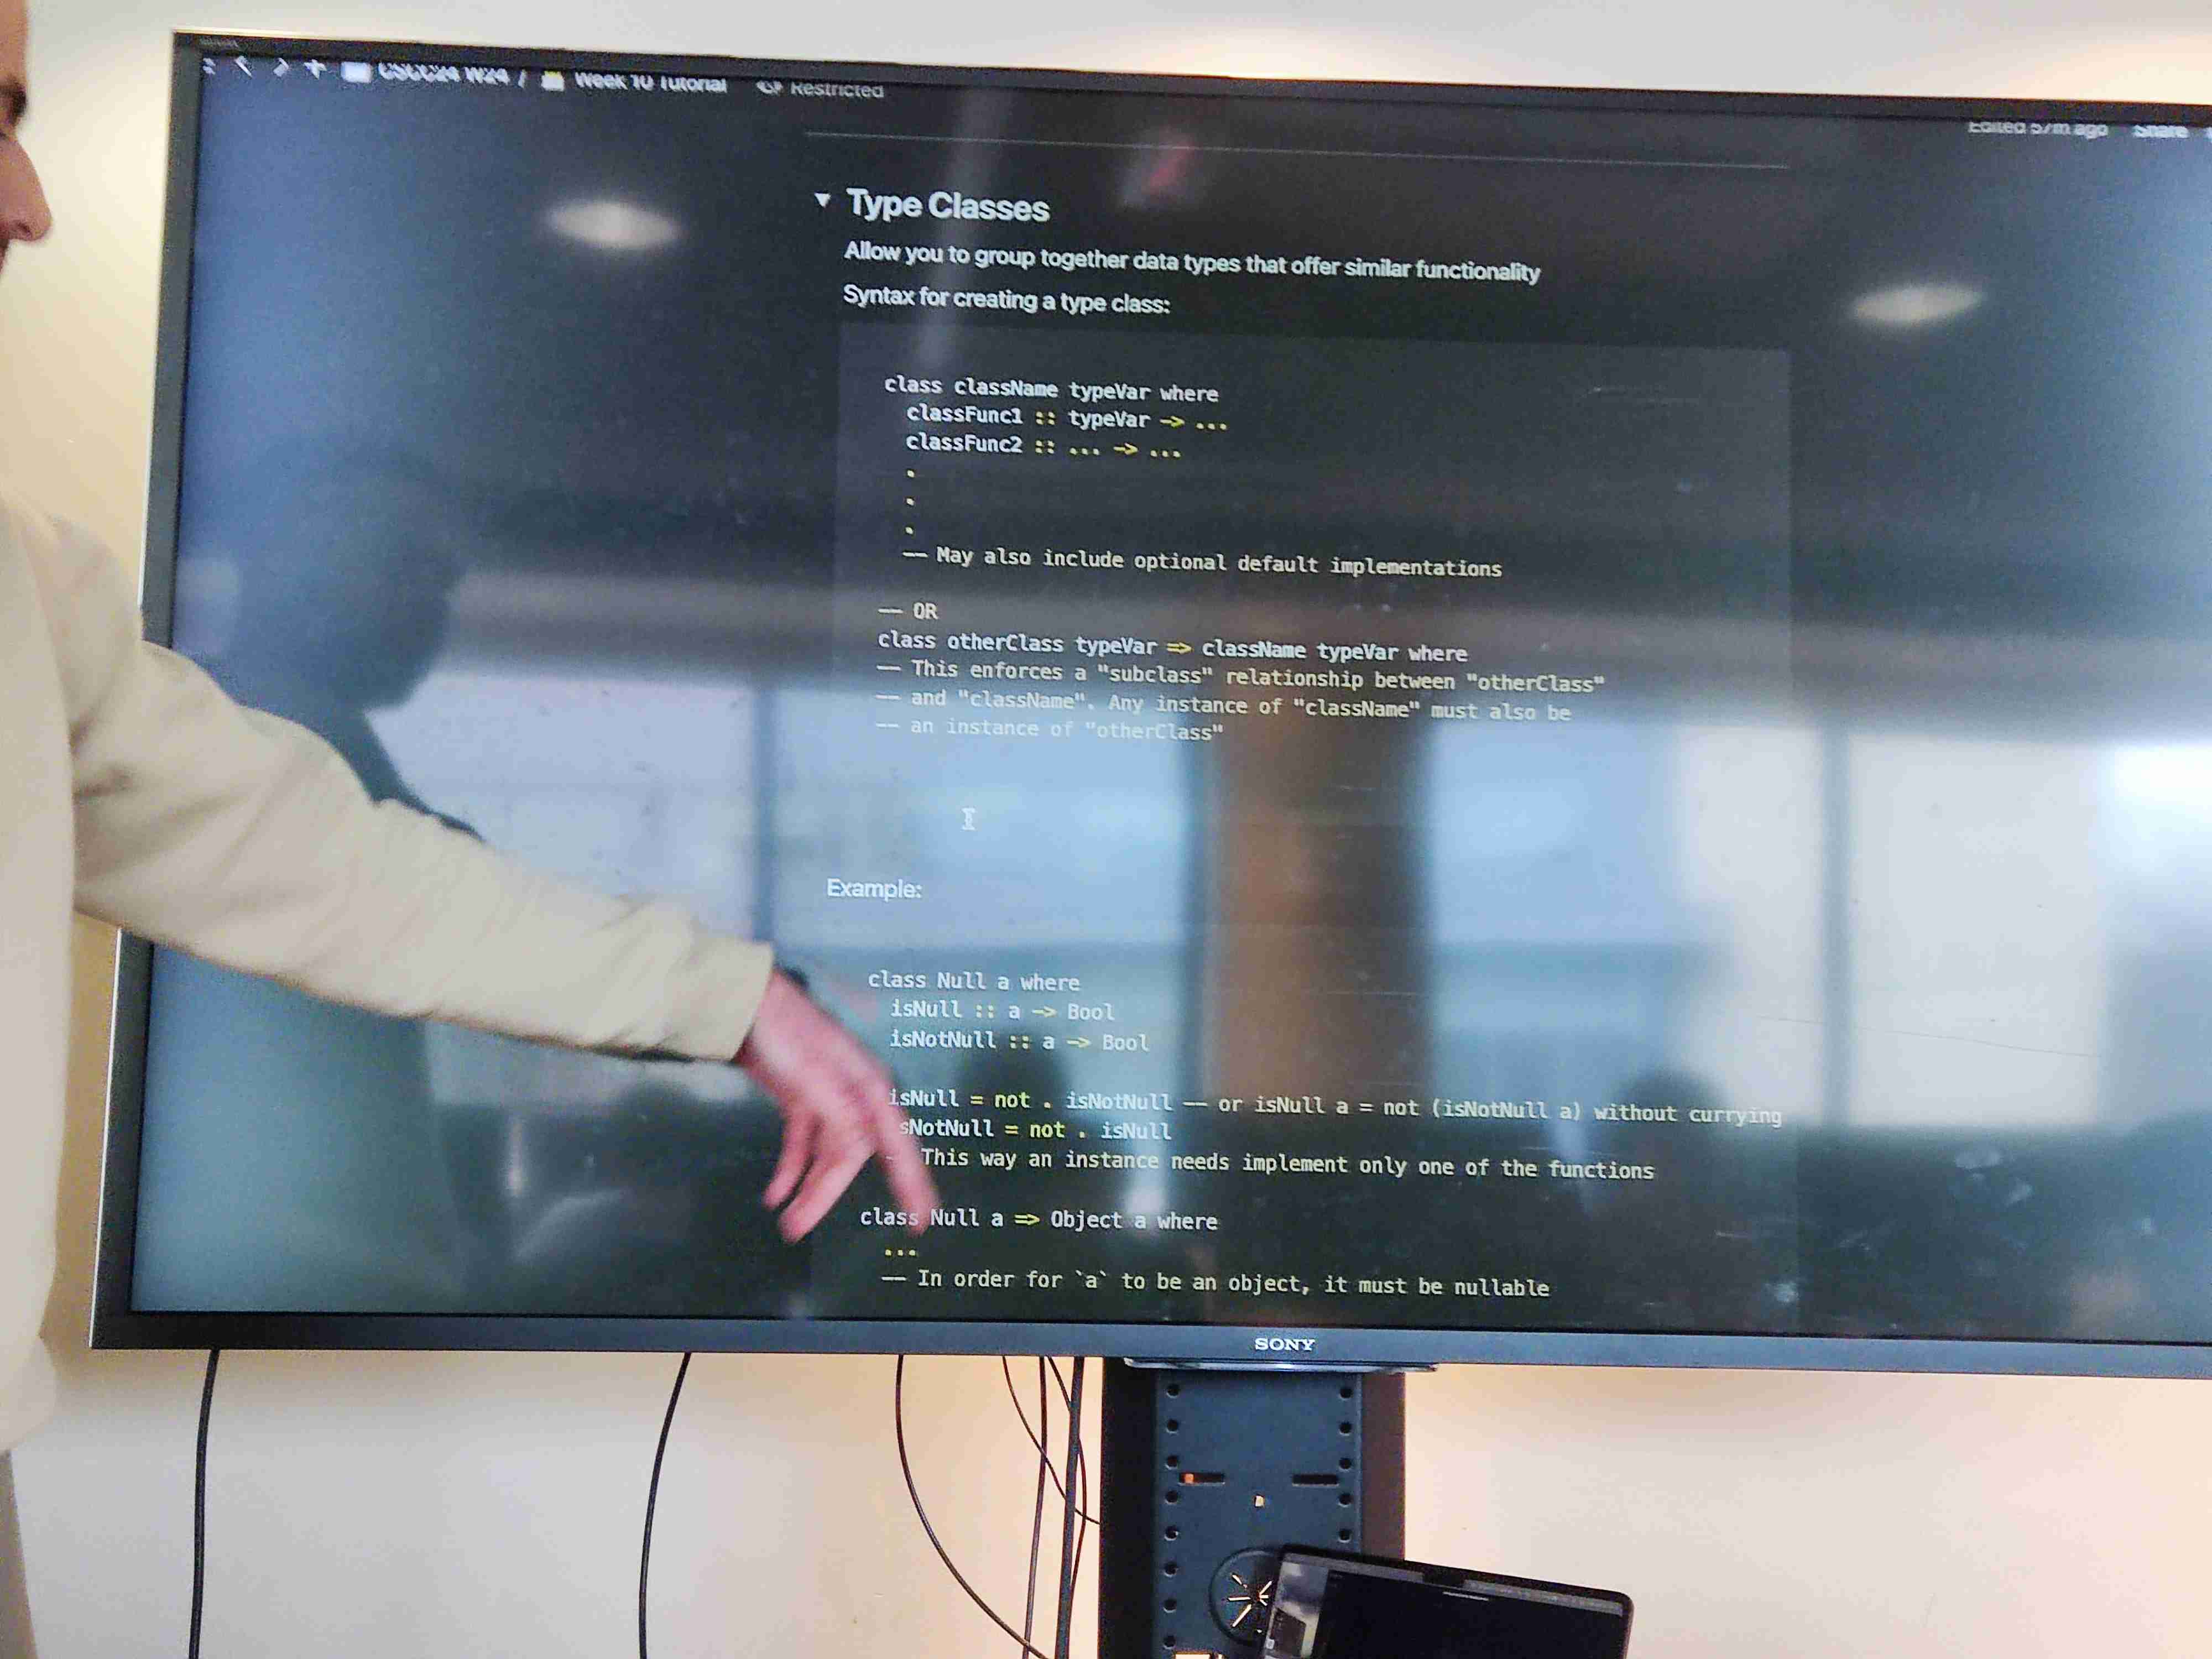 CSCC24 W24 / Week 10 Tutorial Restricted
Edited 57m ago Share
Type Classes
Allow you to group together data types that offer similar functionality
Syntax for creating a type class:
class className typeVar where
classFunc1 :: typeVar -> ...
classFunc2 :: ... -> ...
.
.
.
-- May also include optional default implementations
-- OR
class otherClass typeVar => className typeVar where
-- This enforces a "subclass" relationship between "otherClass"
-- and "className". Any instance of "className" must also be
-- an instance of "otherClass"
Example:
class Null a where
isNull :: a -> Bool
isNotNull :: a -> Bool
isNull = not . isNotNull -- or isNull a = not (isNotNull a) without currying
sNotNull = not . isNull
This way an instance needs implement only one of the functions
class Null a => Object a where
...
-- In order for `a` to be an object, it must be nullable
SONY